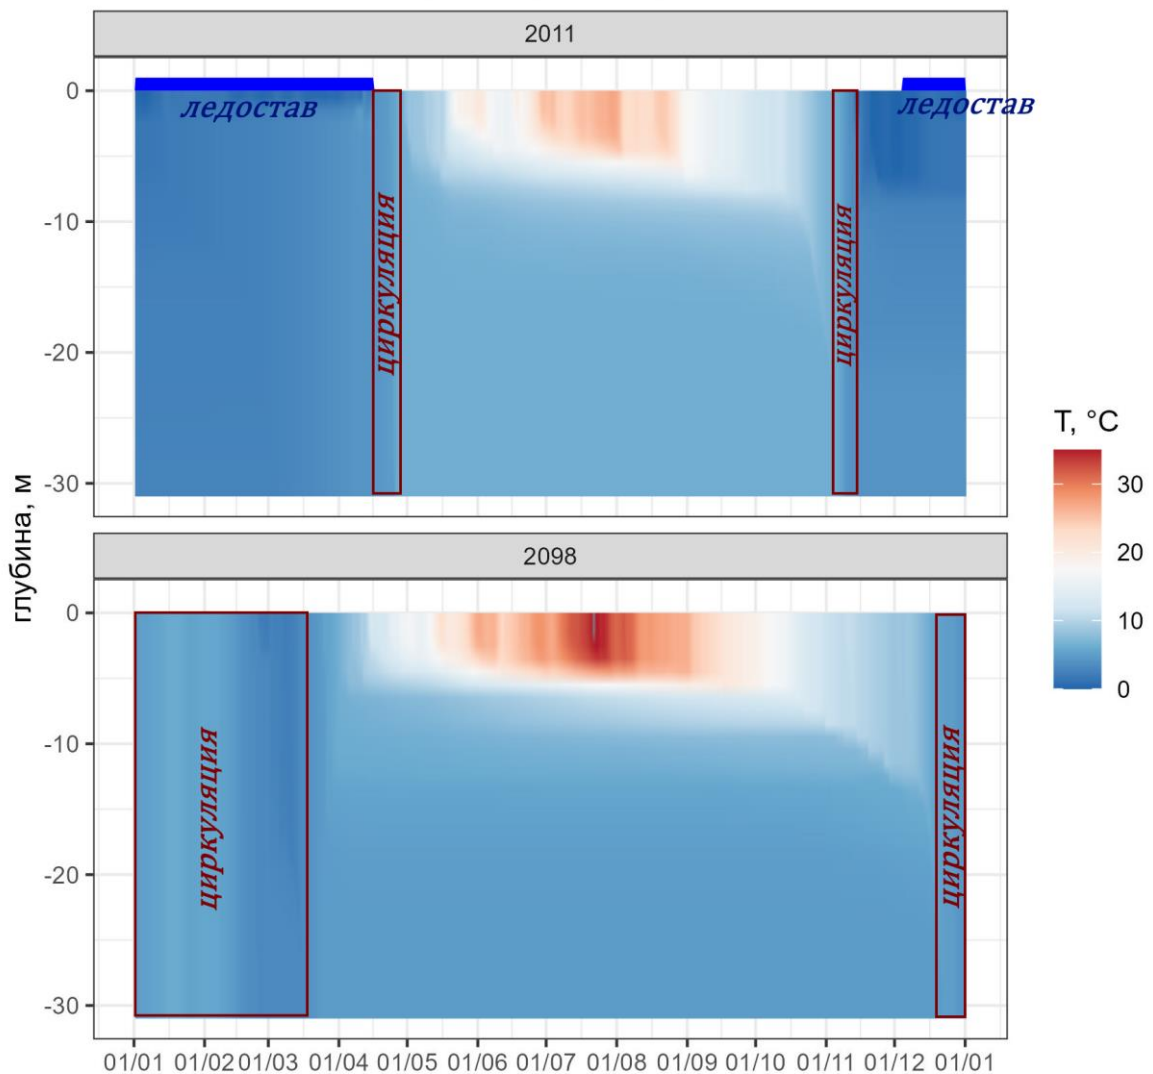 2011
0
-10
-20
-30
ледостав
ледостав
циркуляция
циркуляция
глубина, м
2098
0
-10
-20
-30
циркуляция
циркуляция
01/01 01/02 01/03 01/04 01/05 01/06 01/07 01/08 01/09 01/10 01/11 01/12 01/01
T, °C
30
20
10
0